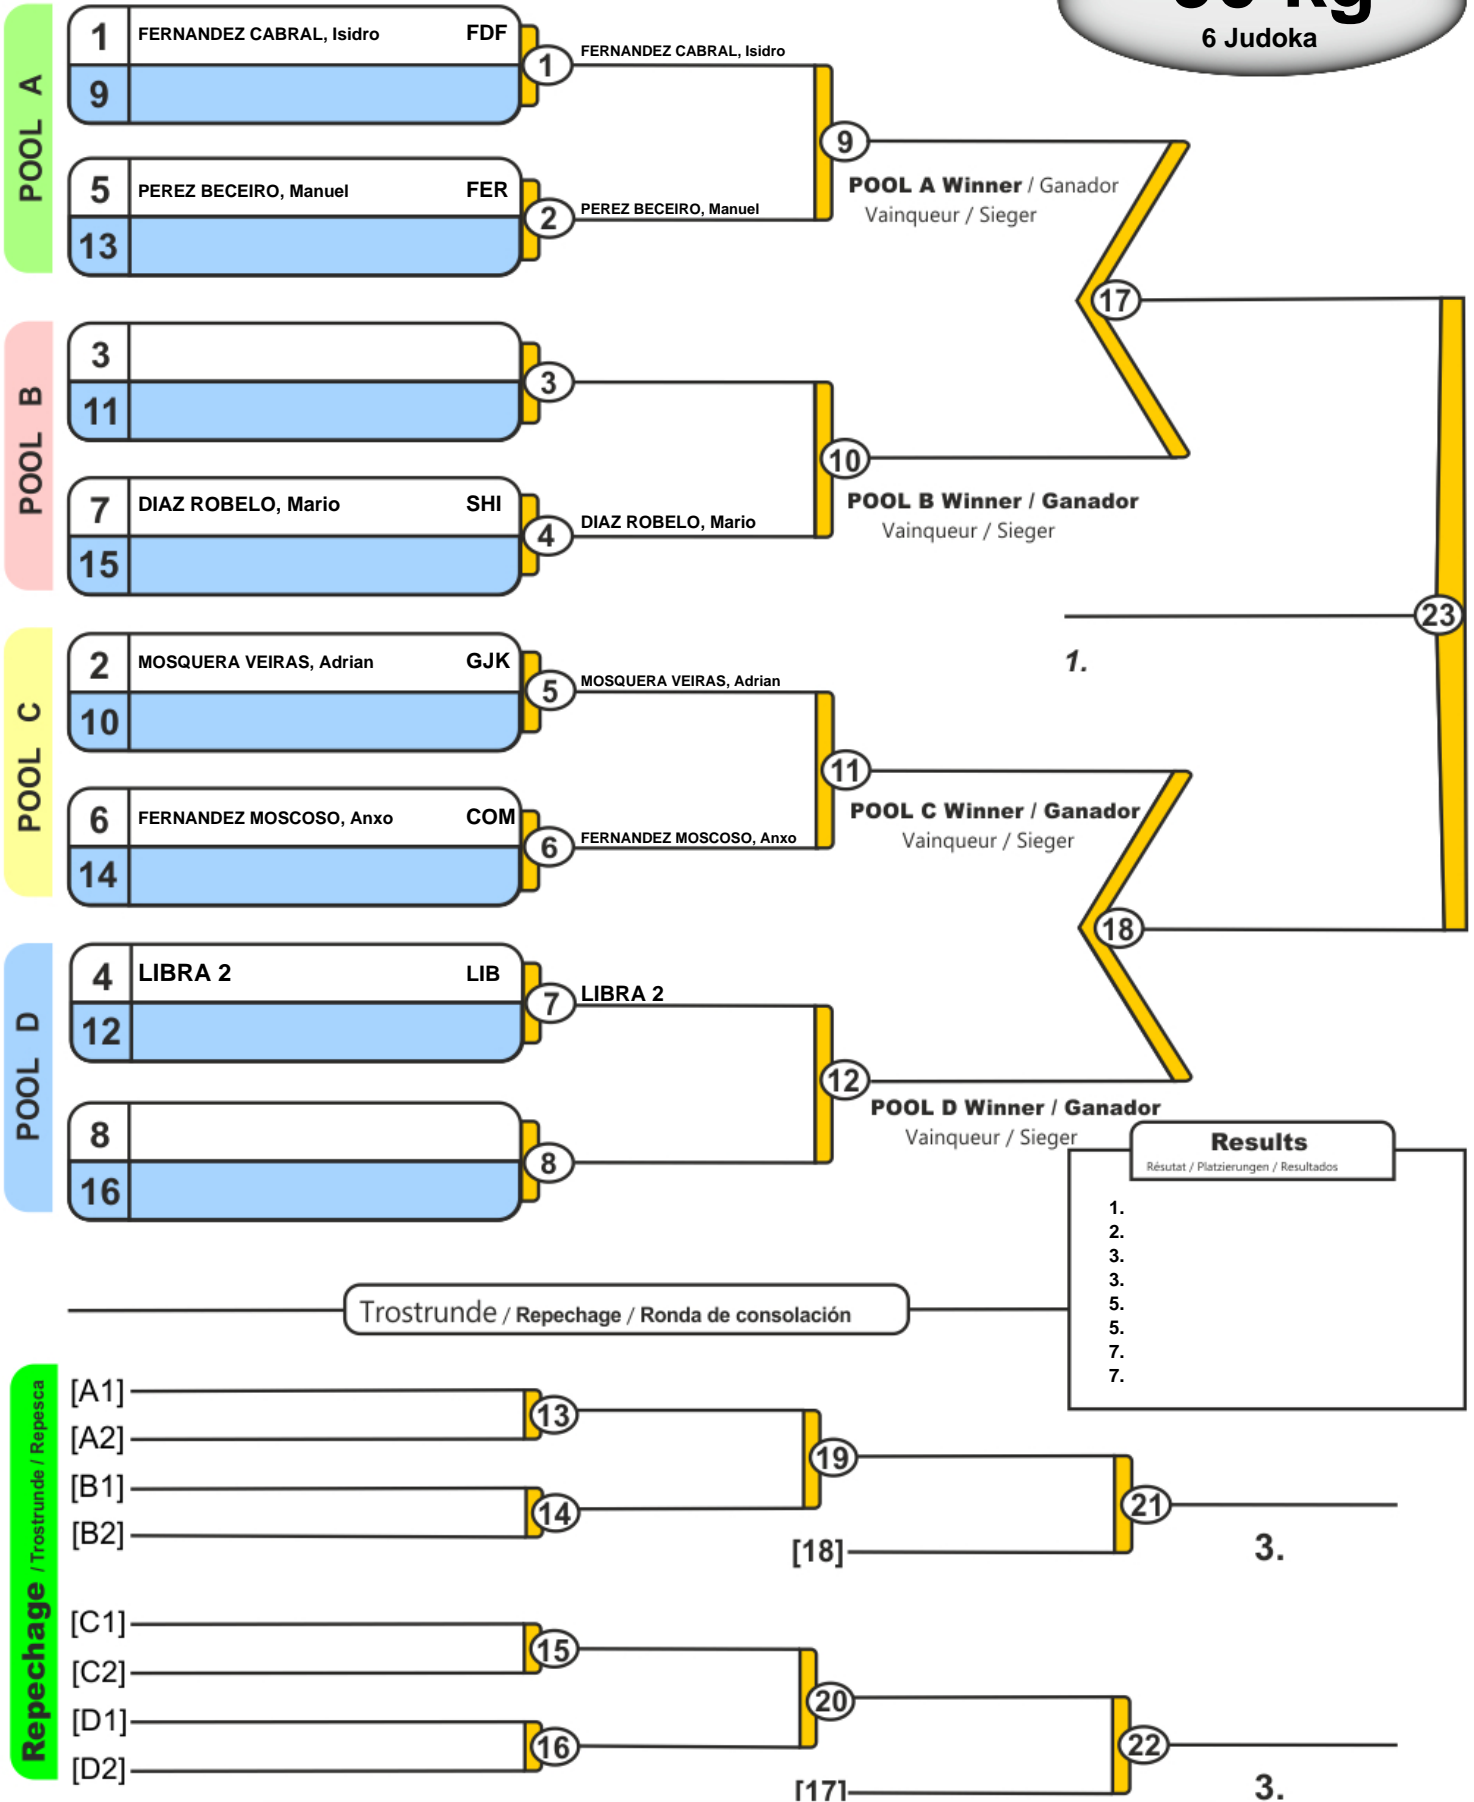 kg
6 Judoka
POOL A
1 FERNANDEZ CABRAL, Isidro FDF
9
1 FERNANDEZ CABRAL, Isidro
5 PEREZ BECEIRO, Manuel FER
13
2 PEREZ BECEIRO, Manuel
9
POOL A Winner / Ganador
Vainqueur / Sieger
17
POOL B
3
11
3
7 DIAZ ROBELO, Mario SHI
15
4 DIAZ ROBELO, Mario
10
POOL B Winner / Ganador
Vainqueur / Sieger
23
1.
POOL C
2 MOSQUERA VEIRAS, Adrian GJK
10
5 MOSQUERA VEIRAS, Adrian
6 FERNANDEZ MOSCOSO, Anxo COM
14
6 FERNANDEZ MOSCOSO, Anxo
11
POOL C Winner / Ganador
Vainqueur / Sieger
18
POOL D
4 LIBRA 2 LIB
12
7 LIBRA 2
8
16
8
12
POOL D Winner / Ganador
Vainqueur / Sieger
Results
Résutat / Platzierungen / Resultados
1.
2.
3.
3.
5.
5.
7.
7.
Trostrunde / Repechage / Ronda de consolación
Repechage / Trostrunde / Repesca
[A1]
[A2]
13
[B1]
[B2]
14
19
[18]
21
3.
[C1]
[C2]
15
[D1]
[D2]
16
20
[17]
22
3.